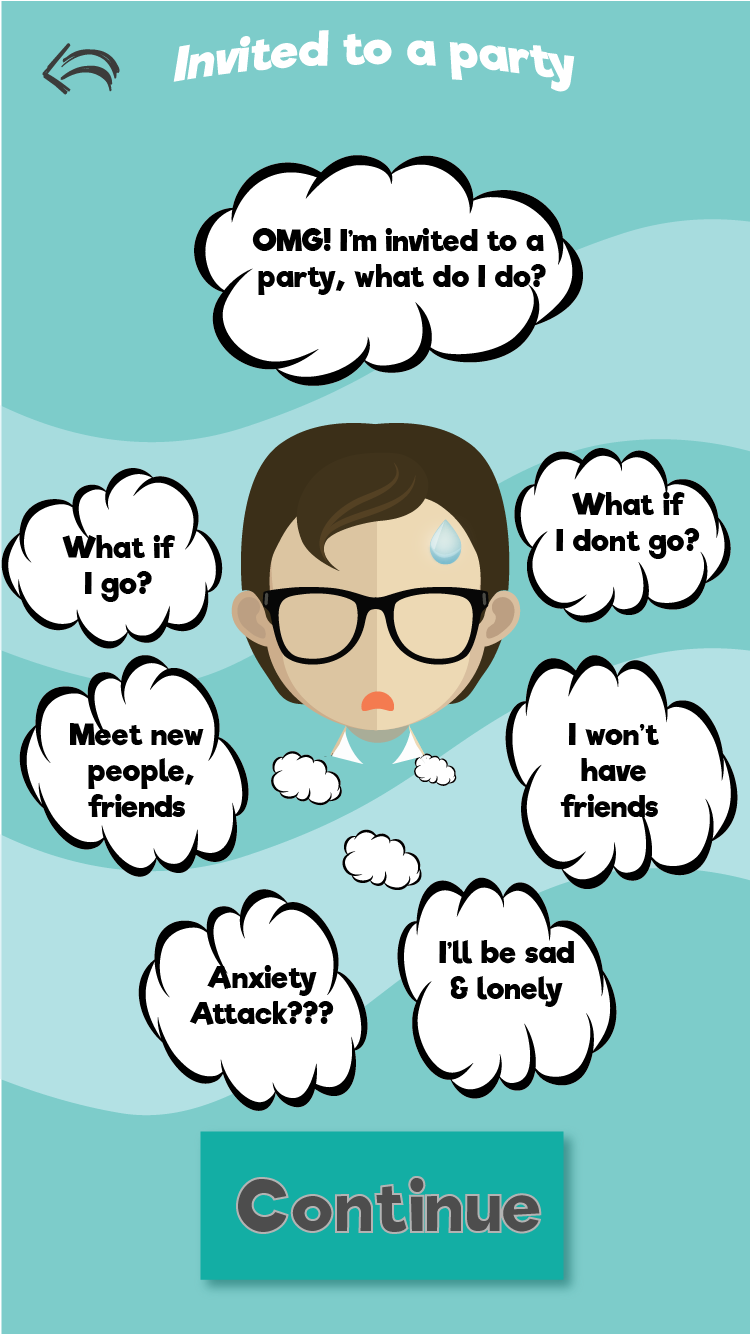 Invited to a party
OMG! I'm invited to a
party, what do I do?
What if
I go?
What if
I dont go?
Meet new
people,
friends
I won't
have
friends
Anxiety
Attack???
I'll be sad
& lonely
Continue